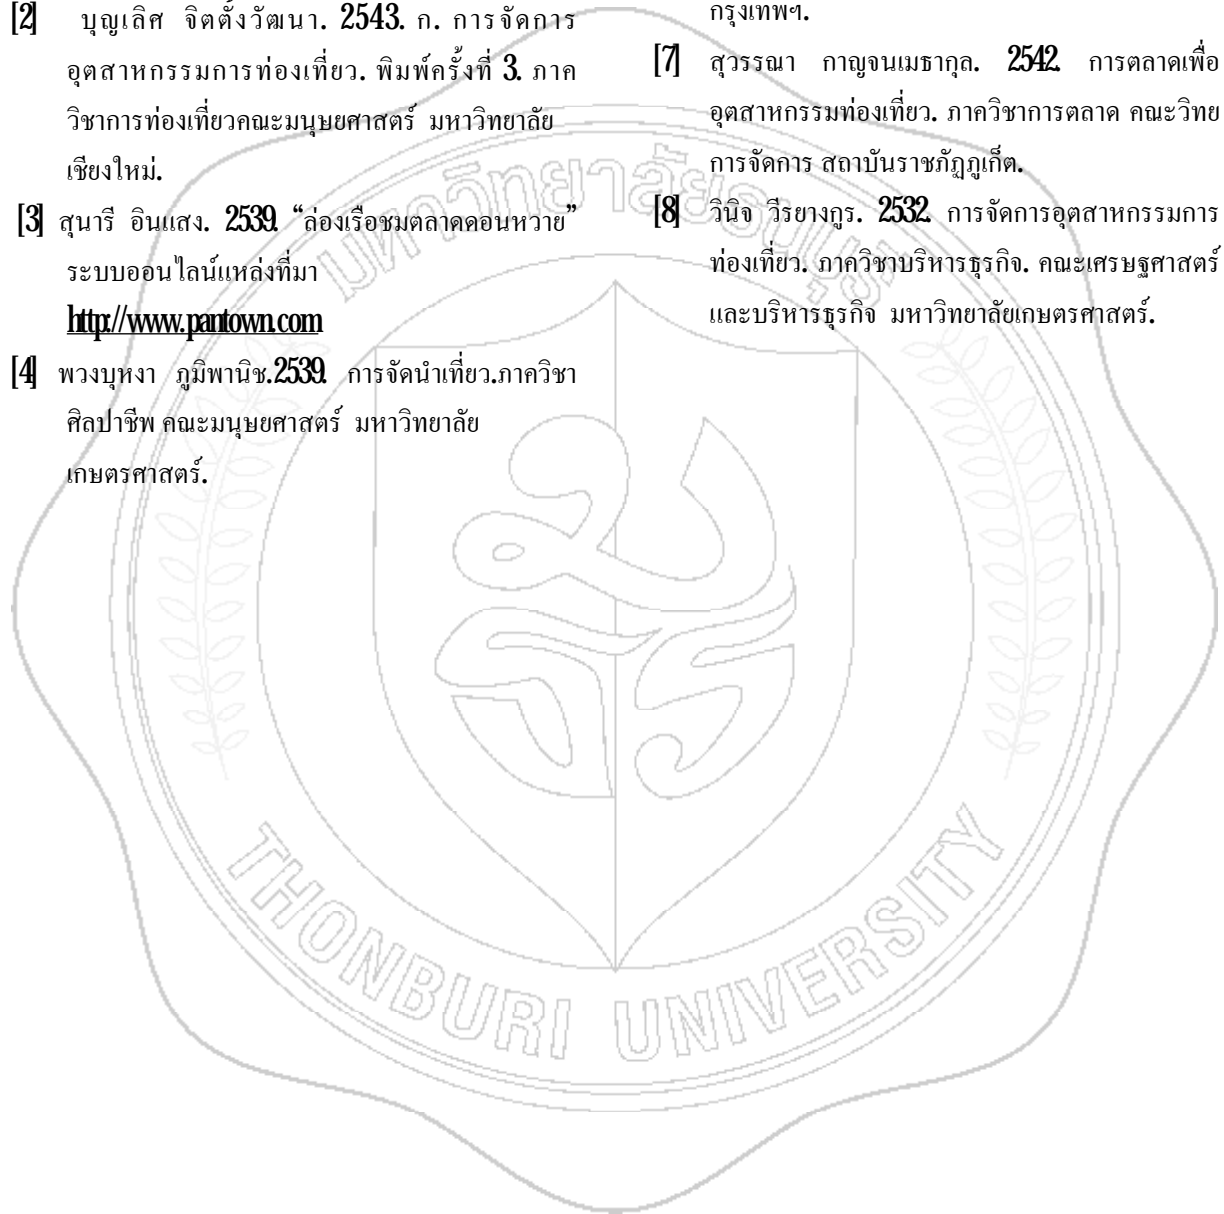 [2] บุญเลิศ จิตตั้งวัฒนา. 2543. ก. การจัดการ
อุตสาหกรรมการท่องเที่ยว. พิมพ์ครั้งที่ 3. ภาค
วิชาการท่องเที่ยวคณะมนุษยศาสตร์ มหาวิทยาลัย
เชียงใหม่.
[3] สุนารี อินแสง. 2539. “ล่องเรือชมตลาดดอนหวาย”
ระบบออนไลน์แหล่งที่มา
http://www.pantown.com
[4] พวงบุหงา ภูมิพานิช.2539. การจัดนำเที่ยว.ภาควิชา
ศิลปาชีพ คณะมนุษยศาสตร์ มหาวิทยาลัย
เกษตรศาสตร์.
กรุงเทพฯ.
[7] สุวรรณา กาญจนเมธากุล. 2542. การตลาดเพื่อ
อุตสาหกรรมท่องเที่ยว. ภาควิชาการตลาด คณะวิทย
การจัดการ สถาบันราชภัฏภูเก็ต.
[8] วินิจ วีรยางกูร. 2532. การจัดการอุตสาหกรรมการ
ท่องเที่ยว. ภาควิชาบริหารธุรกิจ. คณะเศรษฐศาสตร์
และบริหารธุรกิจ มหาวิทยาลัยเกษตรศาสตร์.
มหาวิทยาลัยธนบุรี
มธร
THONBURI UNIVERSITY